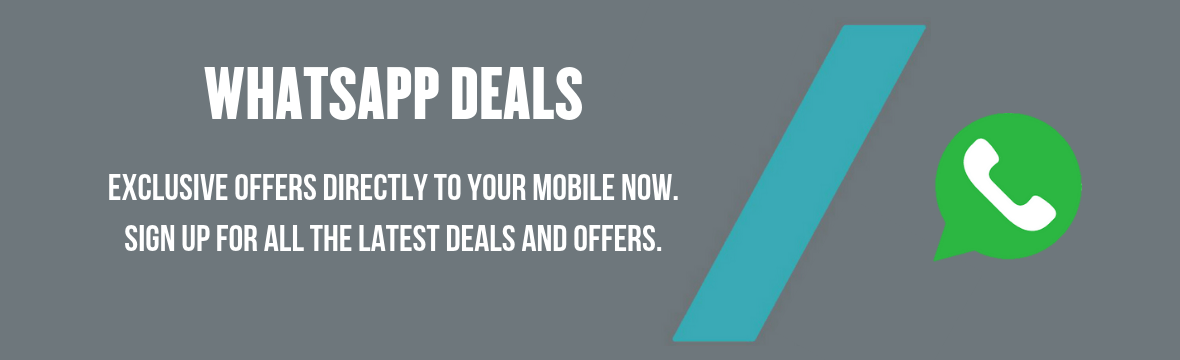 WHATSAPP DEALS
EXCLUSIVE OFFERS DIRECTLY TO YOUR MOBILE NOW.
SIGN UP FOR ALL THE LATEST DEALS AND OFFERS.